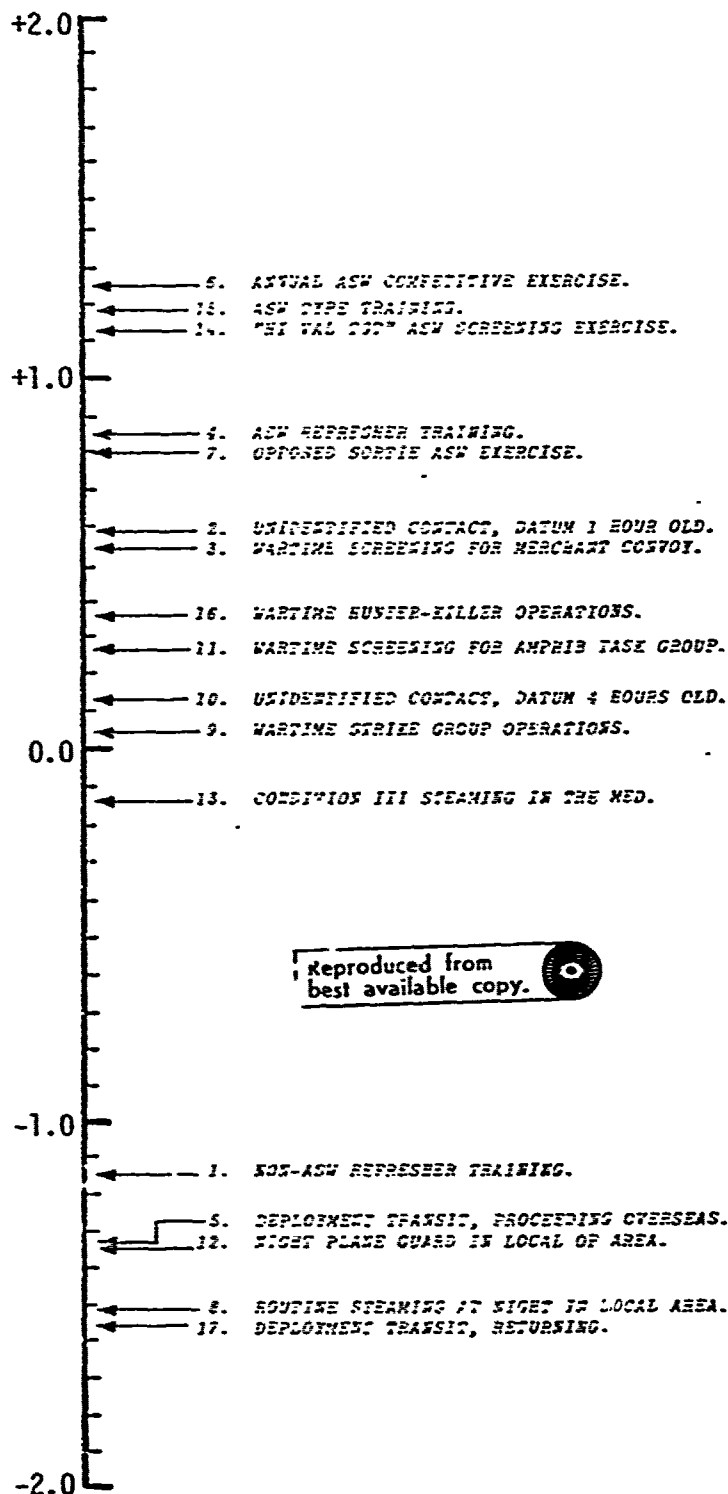 +2.0
6. ANNUAL ASW COMPETITIVE EXERCISE.
15. ASW TYPE TRAINING.
14. "HI VAL TGT" ASW SCREENING EXERCISE.
+1.0
4. ASW REFRESHER TRAINING.
7. OPPOSED SORTIE ASW EXERCISE.
2. UNIDENTIFIED CONTACT, DATUM 1 HOUR OLD.
3. WARTIME SCREENING FOR MERCHANT CONVOY.
16. WARTIME HUNTER-KILLER OPERATIONS.
11. WARTIME SCREENING FOR AMPHIB TASK GROUP.
10. UNIDENTIFIED CONTACT, DATUM 4 HOURS OLD.
9. WARTIME STRIKE GROUP OPERATIONS.
0.0
13. CONDITION III STEAMING IN THE MED.
Reproduced from
best available copy.
-1.0
1. NON-ASW REFRESHER TRAINING.
5. DEPLOYMENT TRANSIT, PROCEEDING OVERSEAS.
12. NIGHT PLANE GUARD IN LOCAL OP AREA.
8. ROUTINE STEAMING AT NIGHT IN LOCAL AREA.
17. DEPLOYMENT TRANSIT, RETURNING.
-2.0